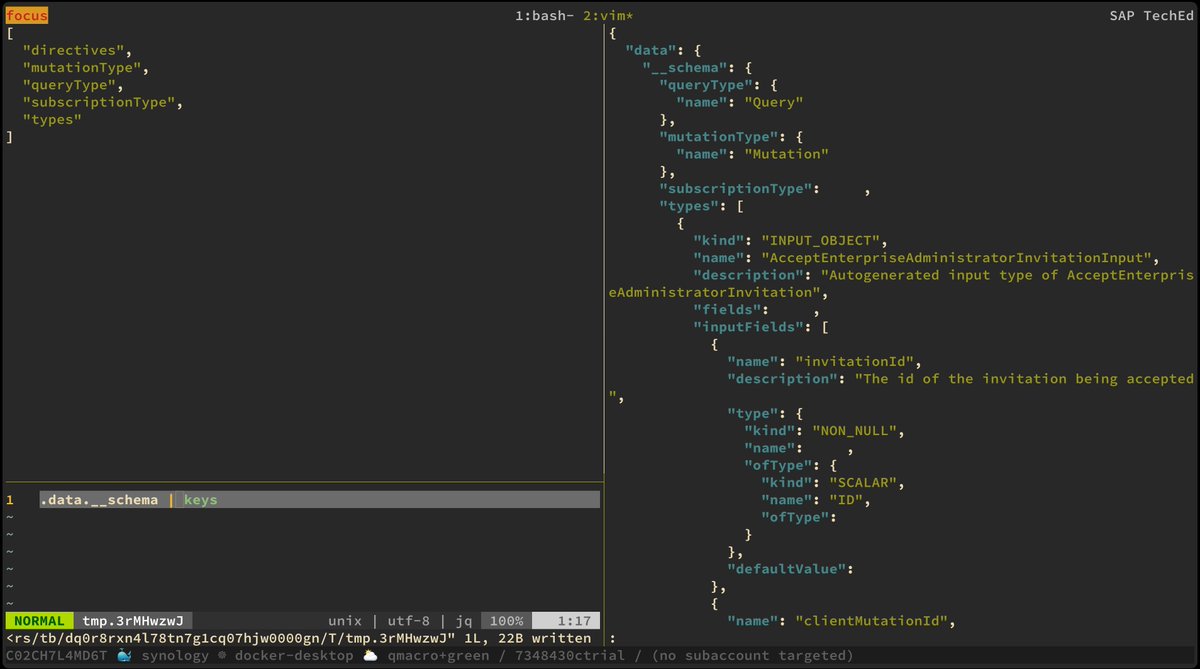 focus 1:bash- 2:vim* SAP TechEd
[
  "directives",
  "mutationType",
  "queryType",
  "subscriptionType",
  "types"
]
1 .data.__schema | keys
~
~
~
~
~
~
NORMAL tmp.3rMHwzwJ unix | utf-8 | jq 100% 1:17
<rs/tb/dq0r8rxn4l78tn7g1cq07hjw0000gn/T/tmp.3rMHwzwJ" 1L, 22B written
{
  "data": {
    "__schema": {
      "queryType": {
        "name": "Query"
      },
      "mutationType": {
        "name": "Mutation"
      },
      "subscriptionType":     ,
      "types": [
        {
          "kind": "INPUT_OBJECT",
          "name": "AcceptEnterpriseAdministratorInvitationInput",
          "description": "Autogenerated input type of AcceptEnterpris
eAdministratorInvitation",
          "fields":     ,
          "inputFields": [
            {
              "name": "invitationId",
              "description": "The id of the invitation being accepted
",
              "type": {
                "kind": "NON_NULL",
                "name":     ,
                "ofType": {
                  "kind": "SCALAR",
                  "name": "ID",
                  "ofType":
                }
              },
              "defaultValue":
            },
            {
              "name": "clientMutationId",
:
C02CH7L4MD6T 🐳 synology ⎈ docker-desktop ⛅ qmacro+green / 7348430ctrial / (no subaccount targeted)